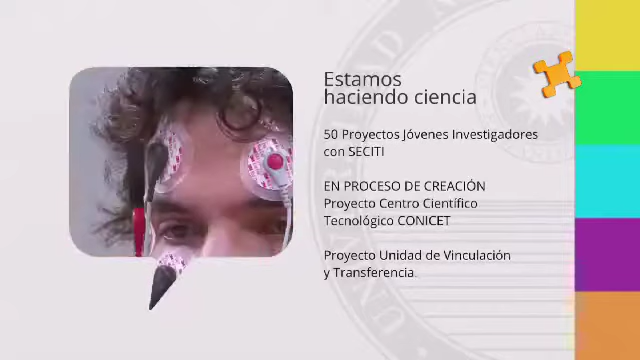 Estamos
haciendo ciencia
50 Proyectos Jóvenes Investigadores
con SECITI
EN PROCESO DE CREACIÓN
Proyecto Centro Científico
Tecnológico CONICET
Proyecto Unidad de Vinculación
y Transferencia.